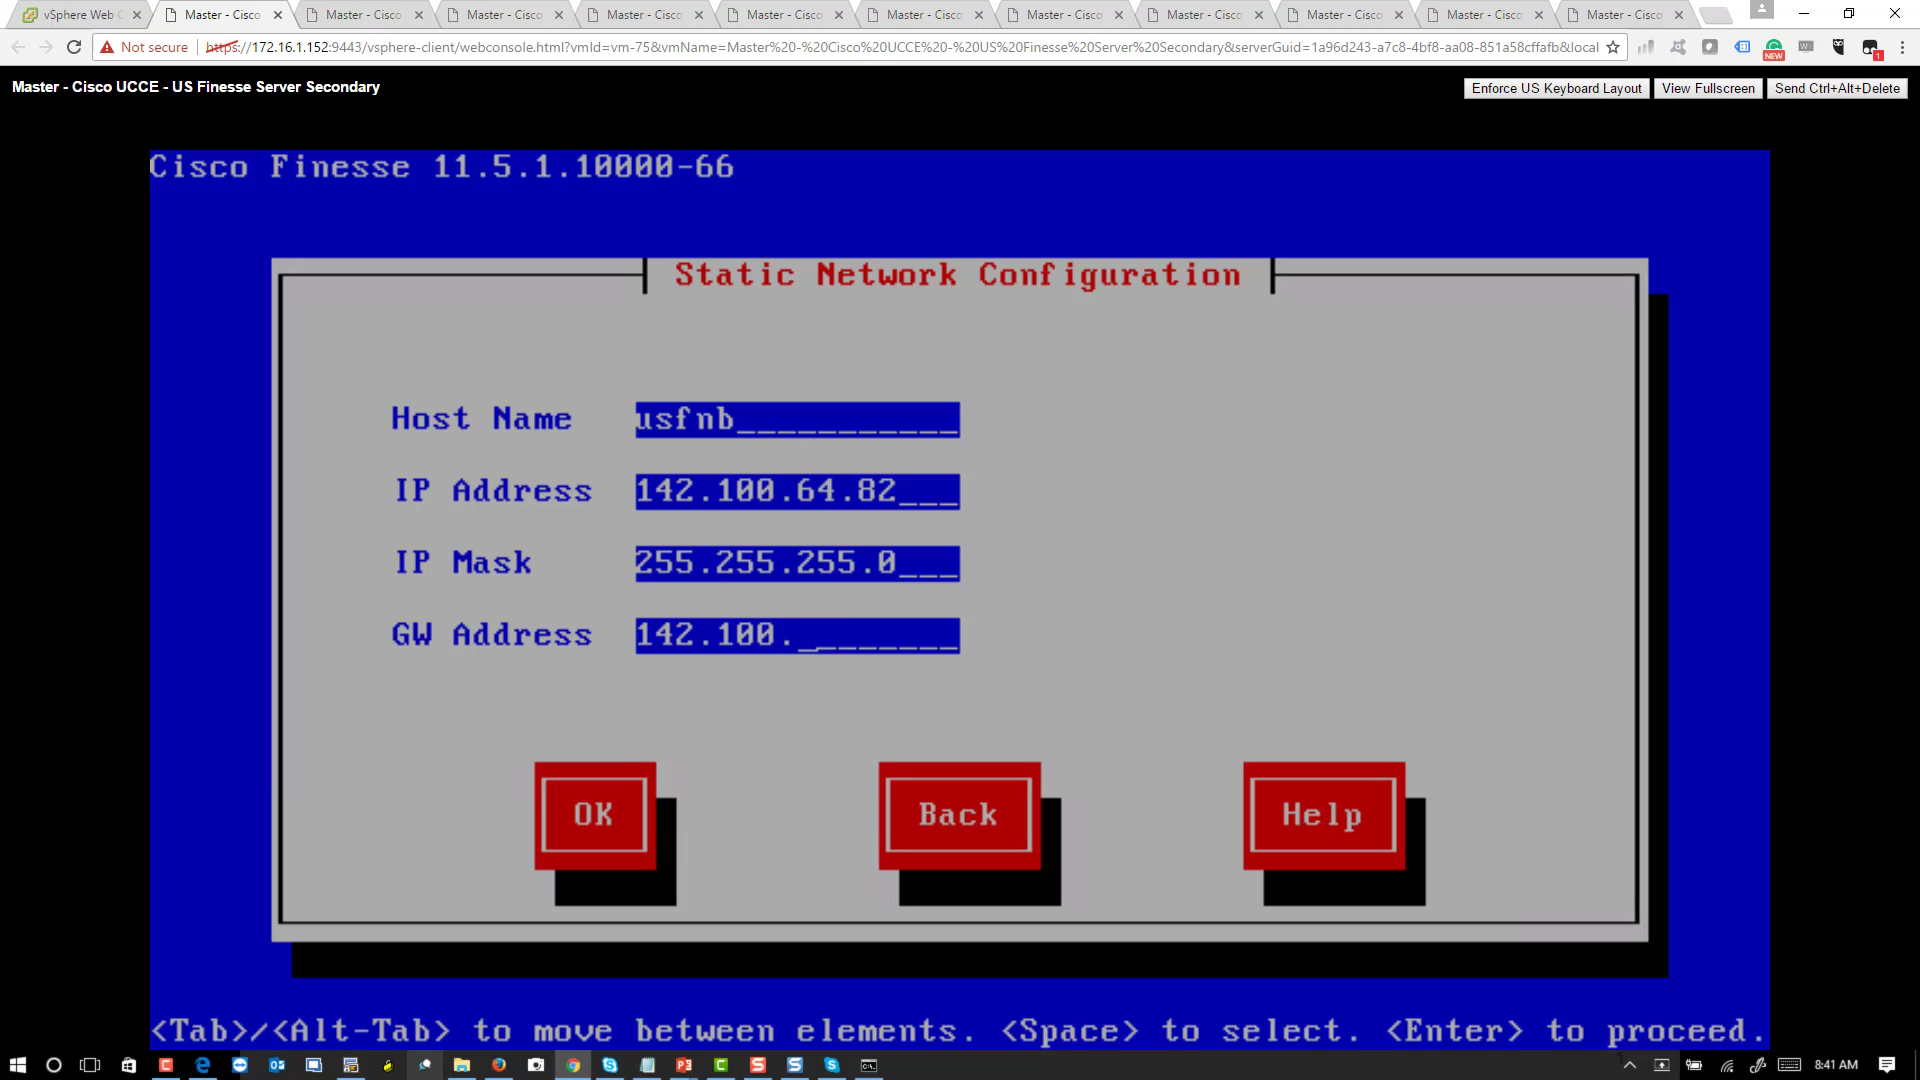 vSphere Web C
Master - Cisco
Master - Cisco
Master - Cisco
Master - Cisco
Master - Cisco
Master - Cisco
Master - Cisco
Master - Cisco
Master - Cisco
Master - Cisco
Master - Cisco
Not secure
https://172.16.1.152:9443/vsphere-client/webconsole.html?vmId=vm-75&vmName=Master%20-%20Cisco%20UCCE%20-%20US%20Finesse%20Server%20Secondary&serverGuid=1a96d243-a7c8-4bf8-aa08-851a58cffafb&local
NEW
1
Master - Cisco UCCE - US Finesse Server Secondary
Enforce US Keyboard Layout
View Fullscreen
Send Ctrl+Alt+Delete
Cisco Finesse 11.5.1.10000-66
Static Network Configuration
Host Name usfnb___________
IP Address 142.100.64.82___
IP Mask 255.255.255.0___
GW Address 142.100.________
OK
Back
Help
<Tab>/<Alt-Tab> to move between elements. <Space> to select. <Enter> to proceed.
8:41 AM